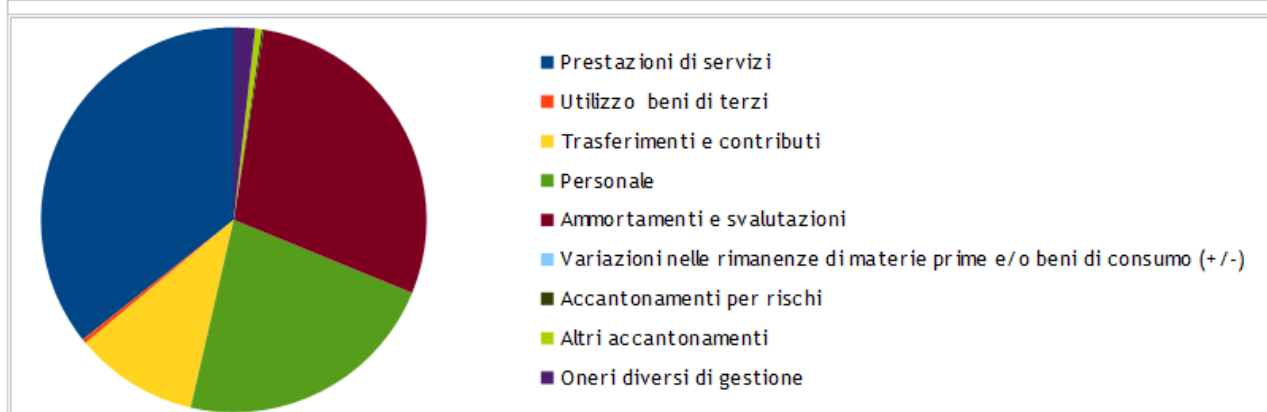 Prestazioni di servizi
Utilizzo beni di terzi
Trasferimenti e contributi
Personale
Ammortamenti e svalutazioni
Variazioni nelle rimanenze di materie prime e/o beni di consumo (+/-)
Accantonamenti per rischi
Altri accantonamenti
Oneri diversi di gestione